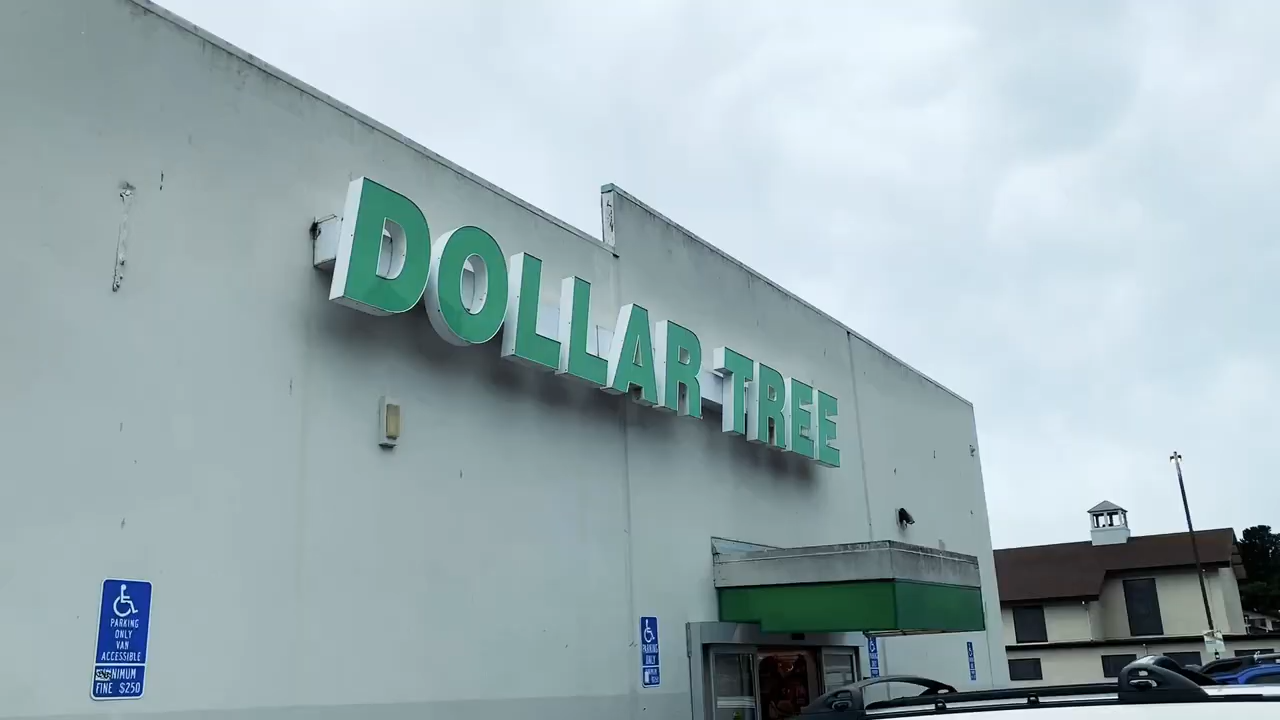 DOLLAR TREE
PARKING
ONLY
VAN
ACCESSIBLE
MINIMUM
FINE $250
PARKING
ONLY